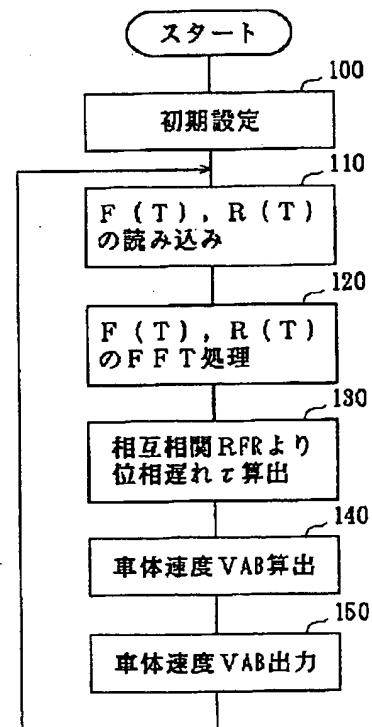 スタート
100
初期設定
110
F(T),R(T)
の読み込み
120
F(T),R(T)
のFFT処理
130
相互相関RFRより
位相遅れτ算出
140
車体速度VAB算出
150
車体速度VAB出力